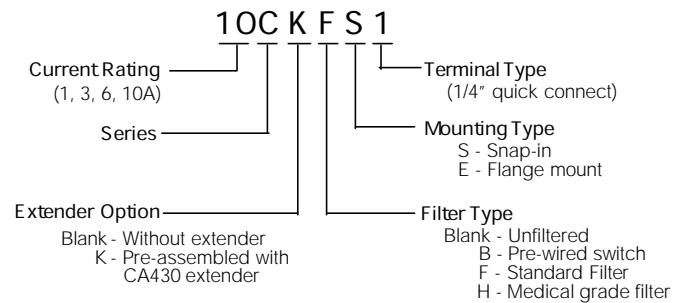 10CKFS1
Current Rating
(1, 3, 6, 10A)
Series
Extender Option
Blank - Without extender
K - Pre-assembled with
CA430 extender
Terminal Type
(1/4" quick connect)
Mounting Type
S - Snap-in
E - Flange mount
Filter Type
Blank - Unfiltered
B - Pre-wired switch
F - Standard Filter
H - Medical grade filter